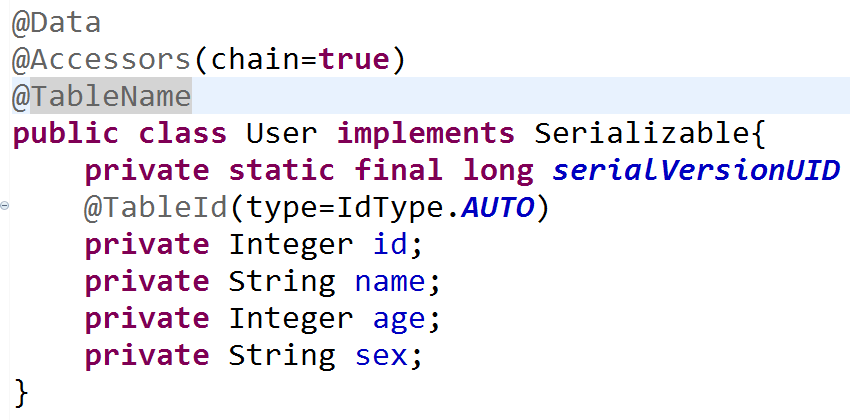 @Data
@Accessors(chain=true)
@TableName
public class User implements Serializable{
    private static final long serialVersionUID
    @TableId(type=IdType.AUTO)
    private Integer id;
    private String name;
    private Integer age;
    private String sex;
}